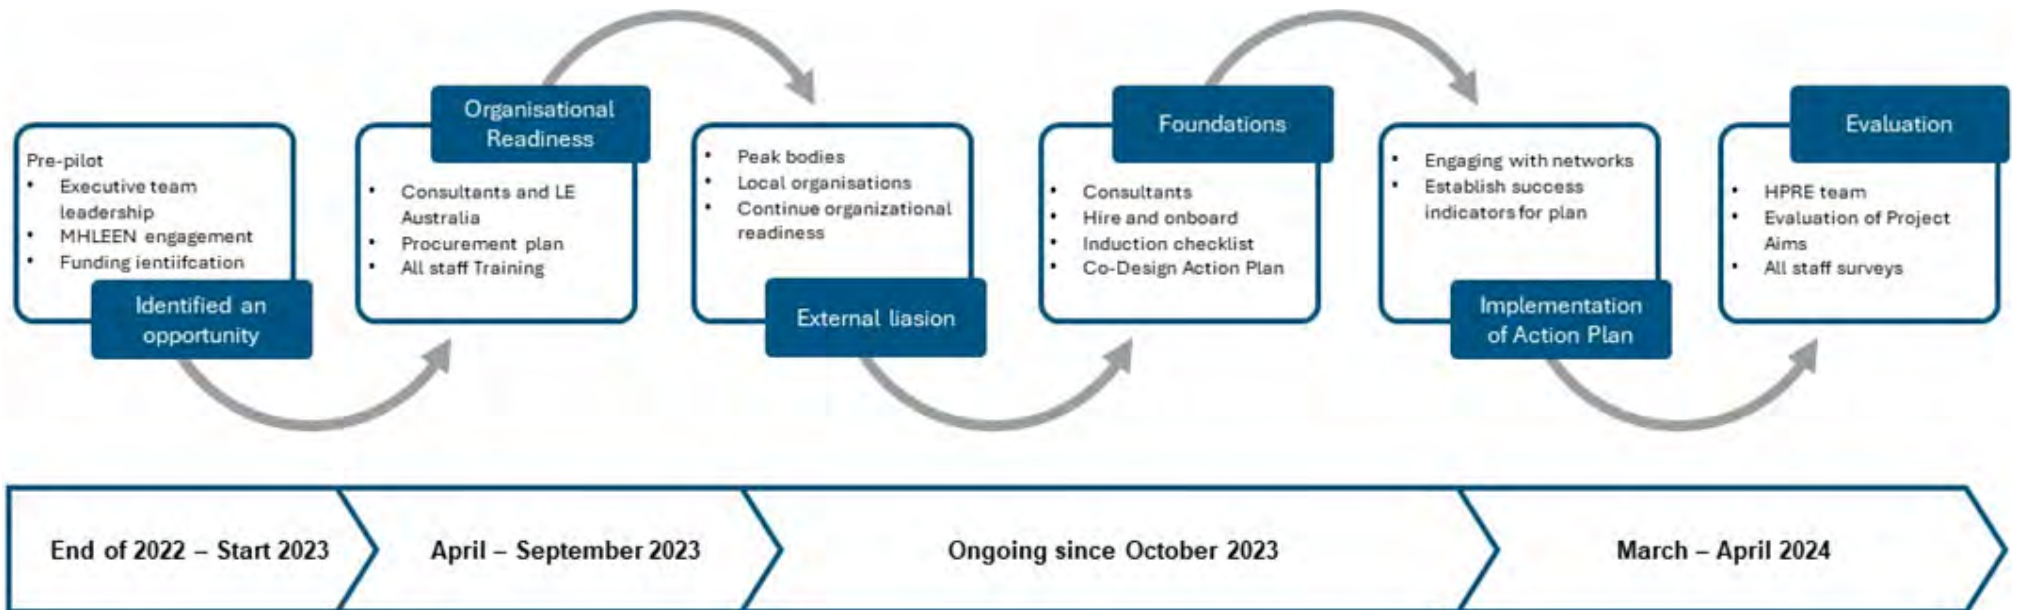 Pre-pilot
• Executive team
leadership
• MHLEEN engagement
• Funding ientiifcation
Identified an
opportunity
Organisational
Readiness
• Consultants and LE
Australia
• Procurement plan
• All staff Training
• Peak bodies
• Local organisations
• Continue organizational
readiness
External liasion
Foundations
• Consultants
• Hire and onboard
• Induction checklist
• Co-Design Action Plan
• Engaging with networks
• Establish success
indicators for plan
Implementation
of Action Plan
Evaluation
• HPRE team
• Evaluation of Project
Aims
• All staff surveys
End of 2022 – Start 2023
April – September 2023
Ongoing since October 2023
March – April 2024